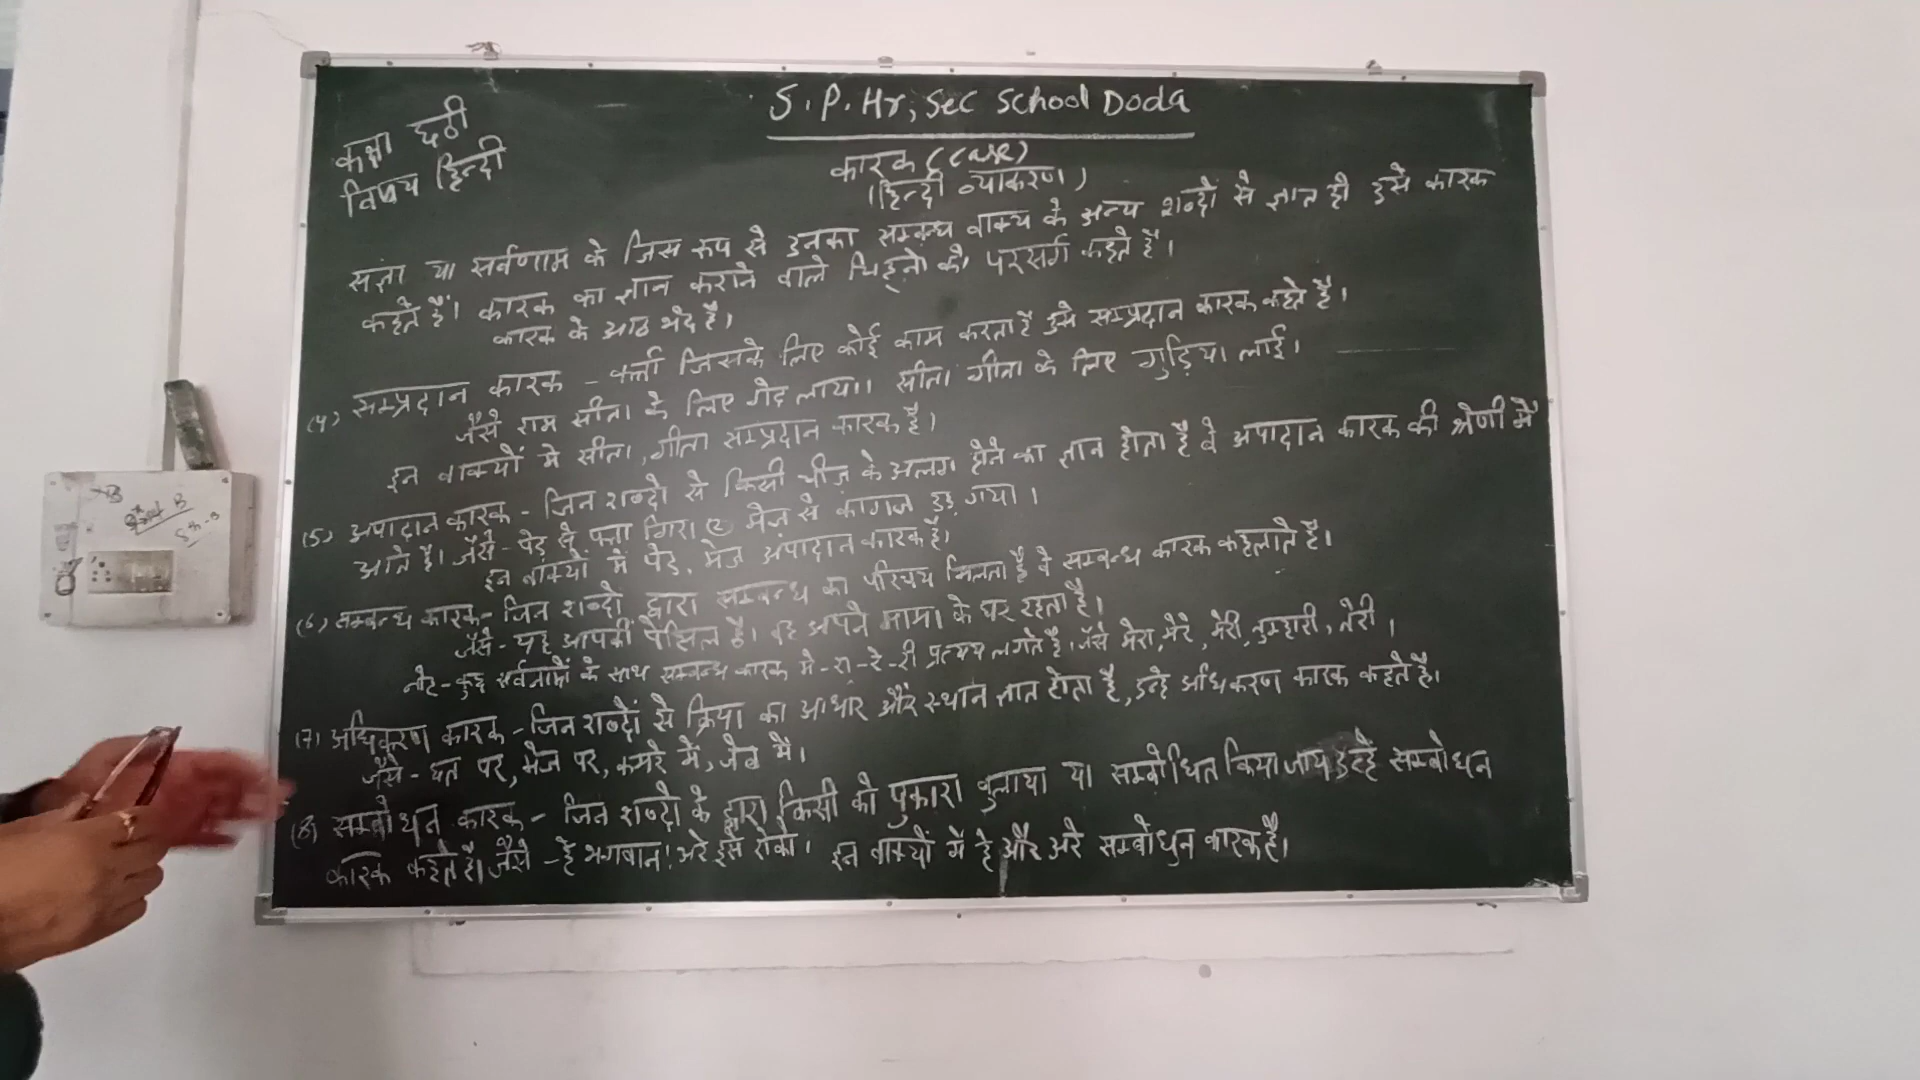 S. P. Hr, Sec School Doda
कक्षा छठी
विषय हिन्दी
कारक (Case)
(हिन्दी व्याकरण)
संज्ञा या सर्वणाम के जिस रूप से उनका सम्बन्ध वाक्य के अन्य शब्दों से ज्ञात हो उसे कारक
कहते हैं। कारक का ज्ञान कराने वाले चिह्नो को परसर्ग कहते हैं।
कारक के आठ भेद है।
(4) सम्प्रदान कारक - कर्त्ता जिसके लिए कोई काम करता है उसे सम्प्रदान कारक कहते है।
जैसे राम सीता के लिए गेंद लाया। सीता गीता के लिए गुड़िया लाई।
इन वाक्यों मे सीता, गीता सम्प्रदान कारक है।
(5) अपादान कारक - जिन शब्दो से किसी चीज के अलग होने का ज्ञान होता है वे अपादान कारक की श्रेणी में
आते है। जैसे - पेड़ से पत्ता गिरा मेज से कागज उड़ गया।
इन वाक्यों में पेड़, मेज अपादान कारक है।
(6) सम्बन्ध कारक - जिन शब्दो द्वारा सम्बन्ध का परिचय मिलता है वे सम्बन्ध कारक कहलाते है।
जैसे - यह आपकी पेंसिल है। वह अपने मामा के घर रहता है।
नोट - कुछ सर्वनामों के साथ सम्बन्ध कारक मे - रा - रे - री प्रत्यय लगते है। जैसे मेरा, मेरे, मेरी, तुम्हारी, तेरी।
(7) अधिकरण कारक - जिन शब्दों से क्रिया का आधार और स्थान ज्ञात होता है, उन्हे अधिकरण कारक कहते है।
जैसे - छत पर, मेज पर, कमरे में, जेब में।
(8) सम्बोधन कारक - जिन शब्दो के द्वारा किसी को पुकारा बुलाया या सम्बोधित किया जाय उन्हें सम्बोधन
कारक कहते है। जैसे - हे भगवान! अरे इसे रोको। इन वाक्यों में हे और अरे सम्बोधन कारक है।
B
8th - B